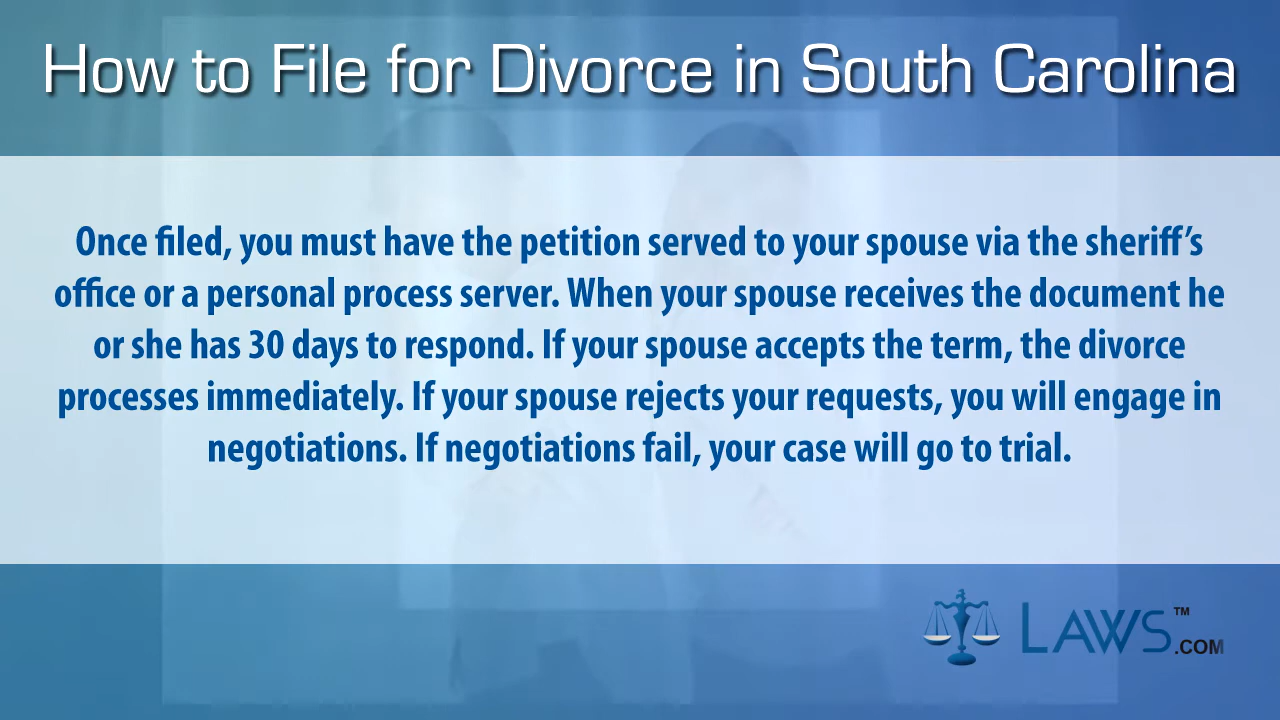 How to File for Divorce in South Carolina
Once filed, you must have the petition served to your spouse via the sheriff’s
office or a personal process server. When your spouse receives the document he
or she has 30 days to respond. If your spouse accepts the term, the divorce
processes immediately. If your spouse rejects your requests, you will engage in
negotiations. If negotiations fail, your case will go to trial.
LAWS™
.COM